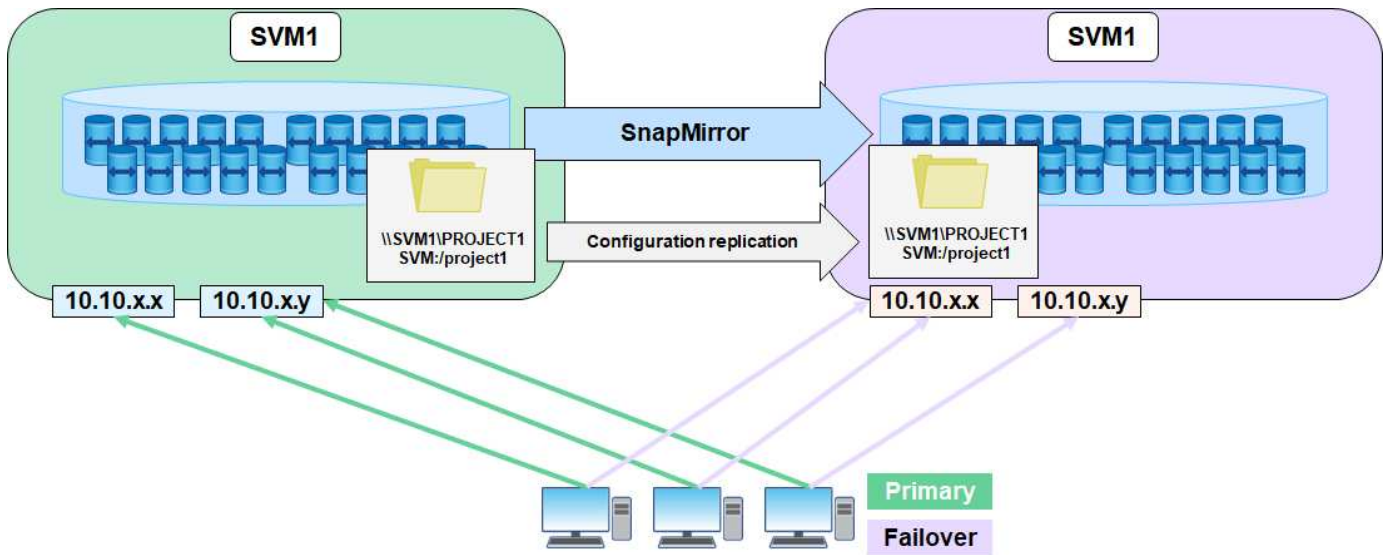 SVM1
SVM1
SnapMirror
\\SVM1\PROJECT1
SVM:/project1
Configuration replication
\\SVM1\PROJECT1
SVM:/project1
10.10.x.x
10.10.x.y
10.10.x.x
10.10.x.y
Primary
Failover